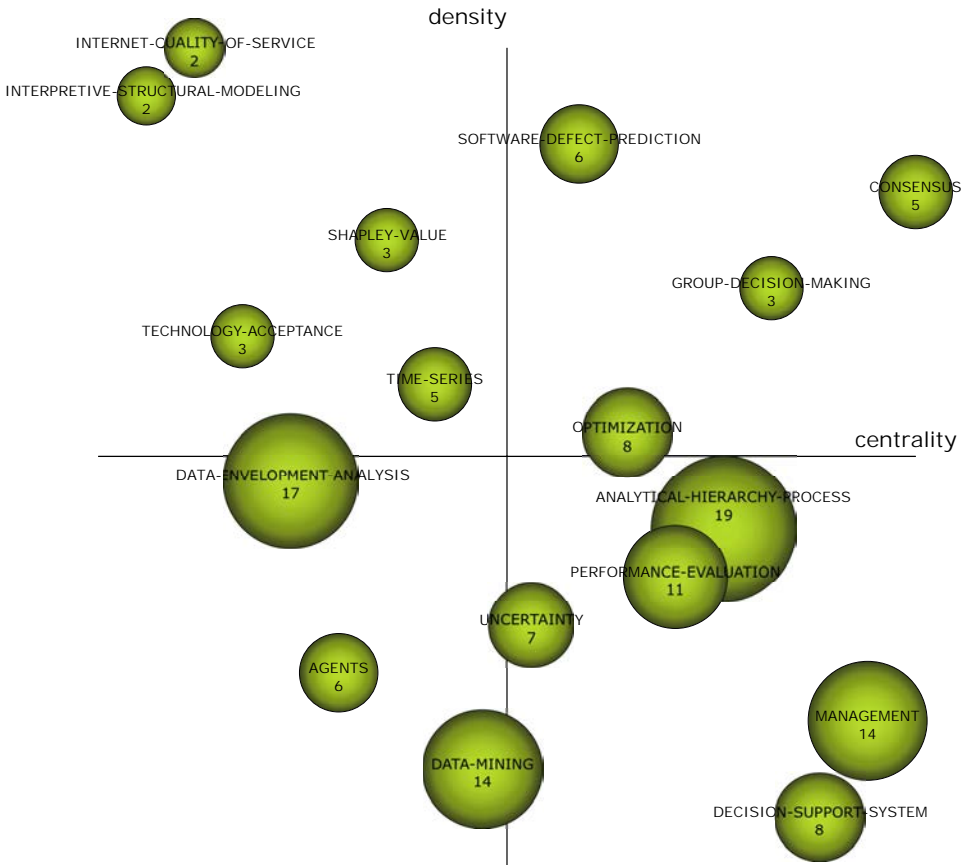 density
INTERNET-QUALITY-OF-SERVICE
2
INTERPRETIVE-STRUCTURAL-MODELING
2
SOFTWARE-DEFECT-PREDICTION
6
CONSENSUS
5
SHAPLEY-VALUE
3
GROUP-DECISION-MAKING
3
TECHNOLOGY-ACCEPTANCE
3
TIME-SERIES
5
OPTIMIZATION
8
centrality
DATA-ENVELOPMENT-ANALYSIS
17
ANALYTICAL-HIERARCHY-PROCESS
19
PERFORMANCE-EVALUATION
11
UNCERTAINTY
7
AGENTS
6
MANAGEMENT
14
DATA-MINING
14
DECISION-SUPPORT-SYSTEM
8